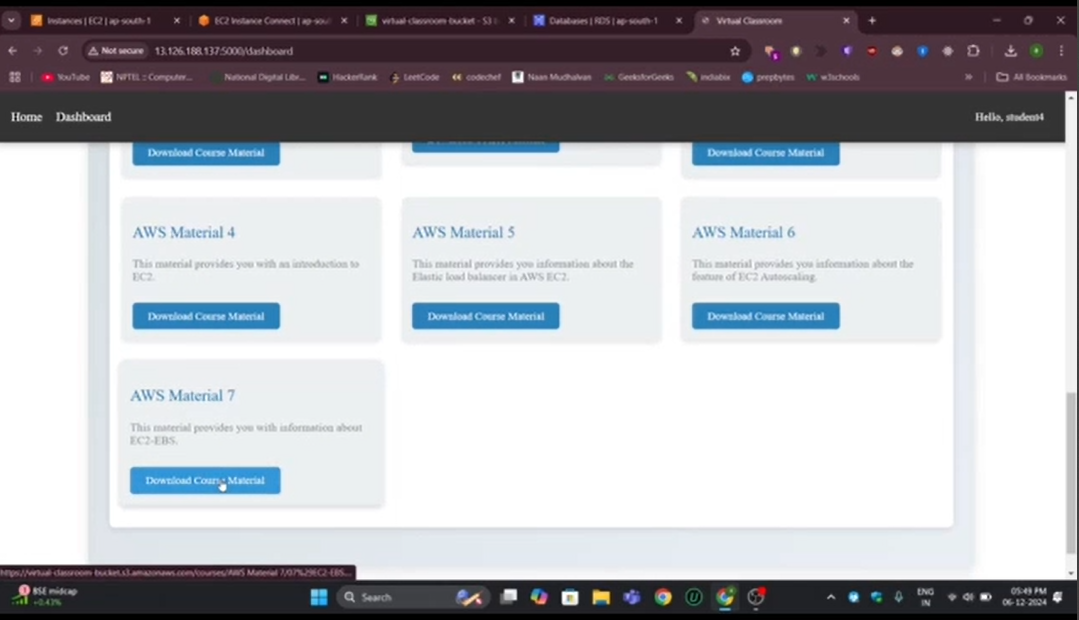 Instances | EC2 | ap-south-1
EC2 Instance Connect | ap-sou
virtual-classroom-bucket - S3 b
Databases | RDS | ap-south-1
Virtual Classroom
Not secure
13.126.188.137:5000/dashboard
YouTube
NPTEL :: Computer...
National Digital Libr...
HackerRank
LeetCode
codechef
Naan Mudhalvan
GeeksforGeeks
indiabix
prepbytes
w3schools
All Bookmarks
Home
Dashboard
Hello, student4
Download Course Material
Download Course Material
AWS Material 4
This material provides you with an introduction to
EC2.
Download Course Material
AWS Material 5
This material provides you information about the
Elastic load balancer in AWS EC2.
Download Course Material
AWS Material 6
This material provides you information about the
feature of EC2 Autoscaling.
Download Course Material
AWS Material 7
This material provides you with information about
EC2-EBS.
Download Course Material
https://virtual-classroom-bucket.s3.amazonaws.com/courses/AWS Material 7/07%29EC2-EBS...
BSE midcap
+0.43%
Search
ENG
IN
05:49 PM
06-12-2024